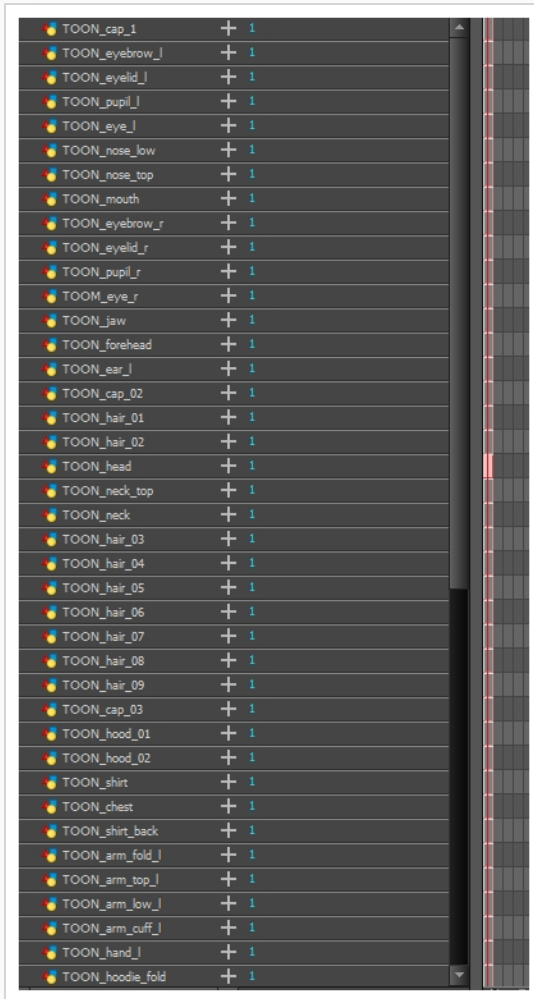 TOON_cap_1 1
TOON_eyebrow_l 1
TOON_eyelid_l 1
TOON_pupil_l 1
TOON_eye_l 1
TOON_nose_low 1
TOON_nose_top 1
TOON_mouth 1
TOON_eyebrow_r 1
TOON_eyelid_r 1
TOON_pupil_r 1
TOOM_eye_r 1
TOON_jaw 1
TOON_forehead 1
TOON_ear_l 1
TOON_cap_02 1
TOON_hair_01 1
TOON_hair_02 1
TOON_head 1
TOON_neck_top 1
TOON_neck 1
TOON_hair_03 1
TOON_hair_04 1
TOON_hair_05 1
TOON_hair_06 1
TOON_hair_07 1
TOON_hair_08 1
TOON_hair_09 1
TOON_cap_03 1
TOON_hood_01 1
TOON_hood_02 1
TOON_shirt 1
TOON_chest 1
TOON_shirt_back 1
TOON_arm_fold_l 1
TOON_arm_top_l 1
TOON_arm_low_l 1
TOON_arm_cuff_l 1
TOON_hand_l 1
TOON_hoodie_fold 1